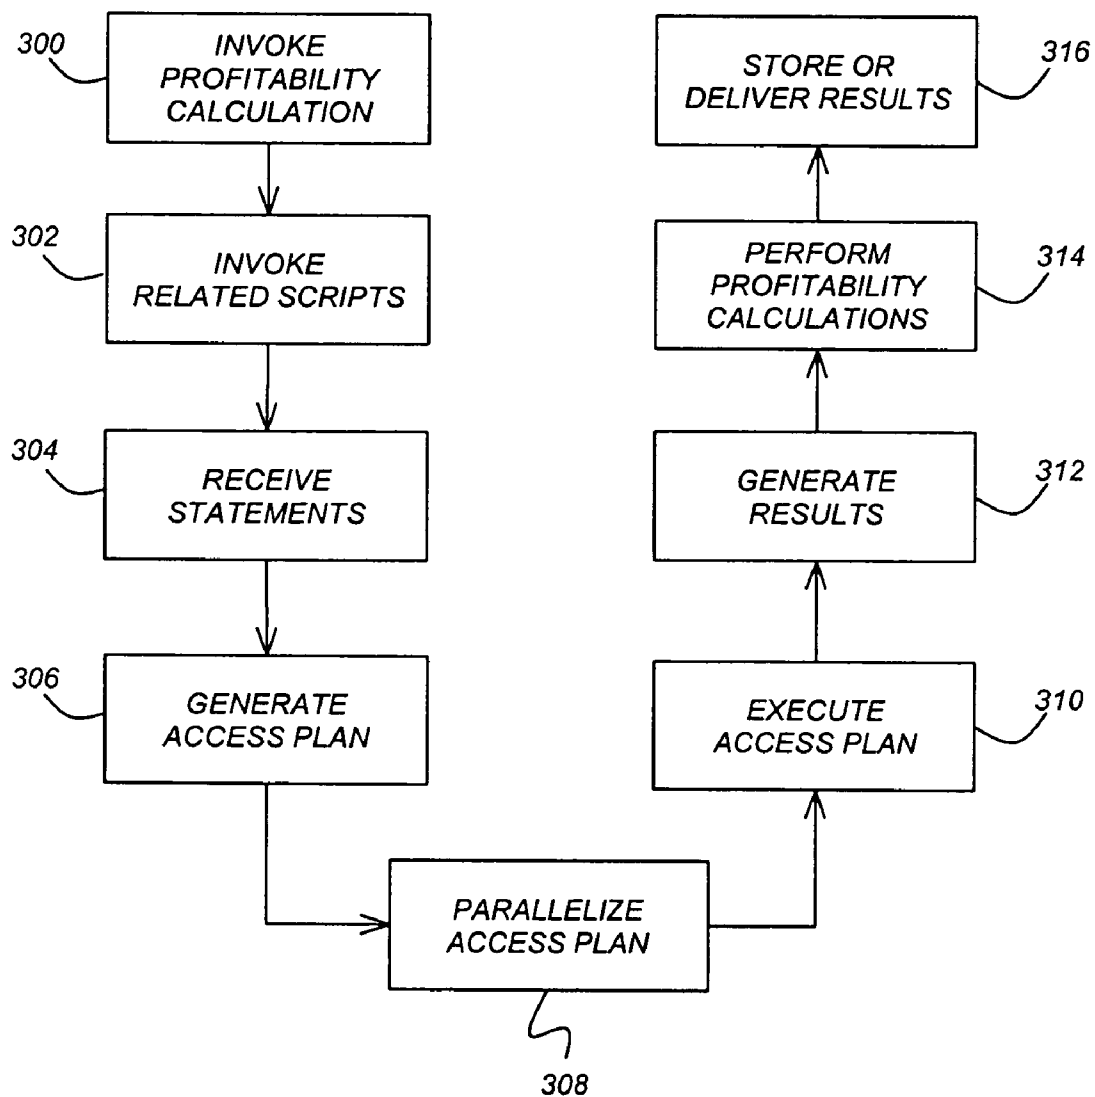 300
INVOKE
PROFITABILITY
CALCULATION
302
INVOKE
RELATED SCRIPTS
304
RECEIVE
STATEMENTS
306
GENERATE
ACCESS PLAN
PARALLELIZE
ACCESS PLAN
308
EXECUTE
ACCESS PLAN
310
GENERATE
RESULTS
312
PERFORM
PROFITABILITY
CALCULATIONS
314
STORE OR
DELIVER RESULTS
316